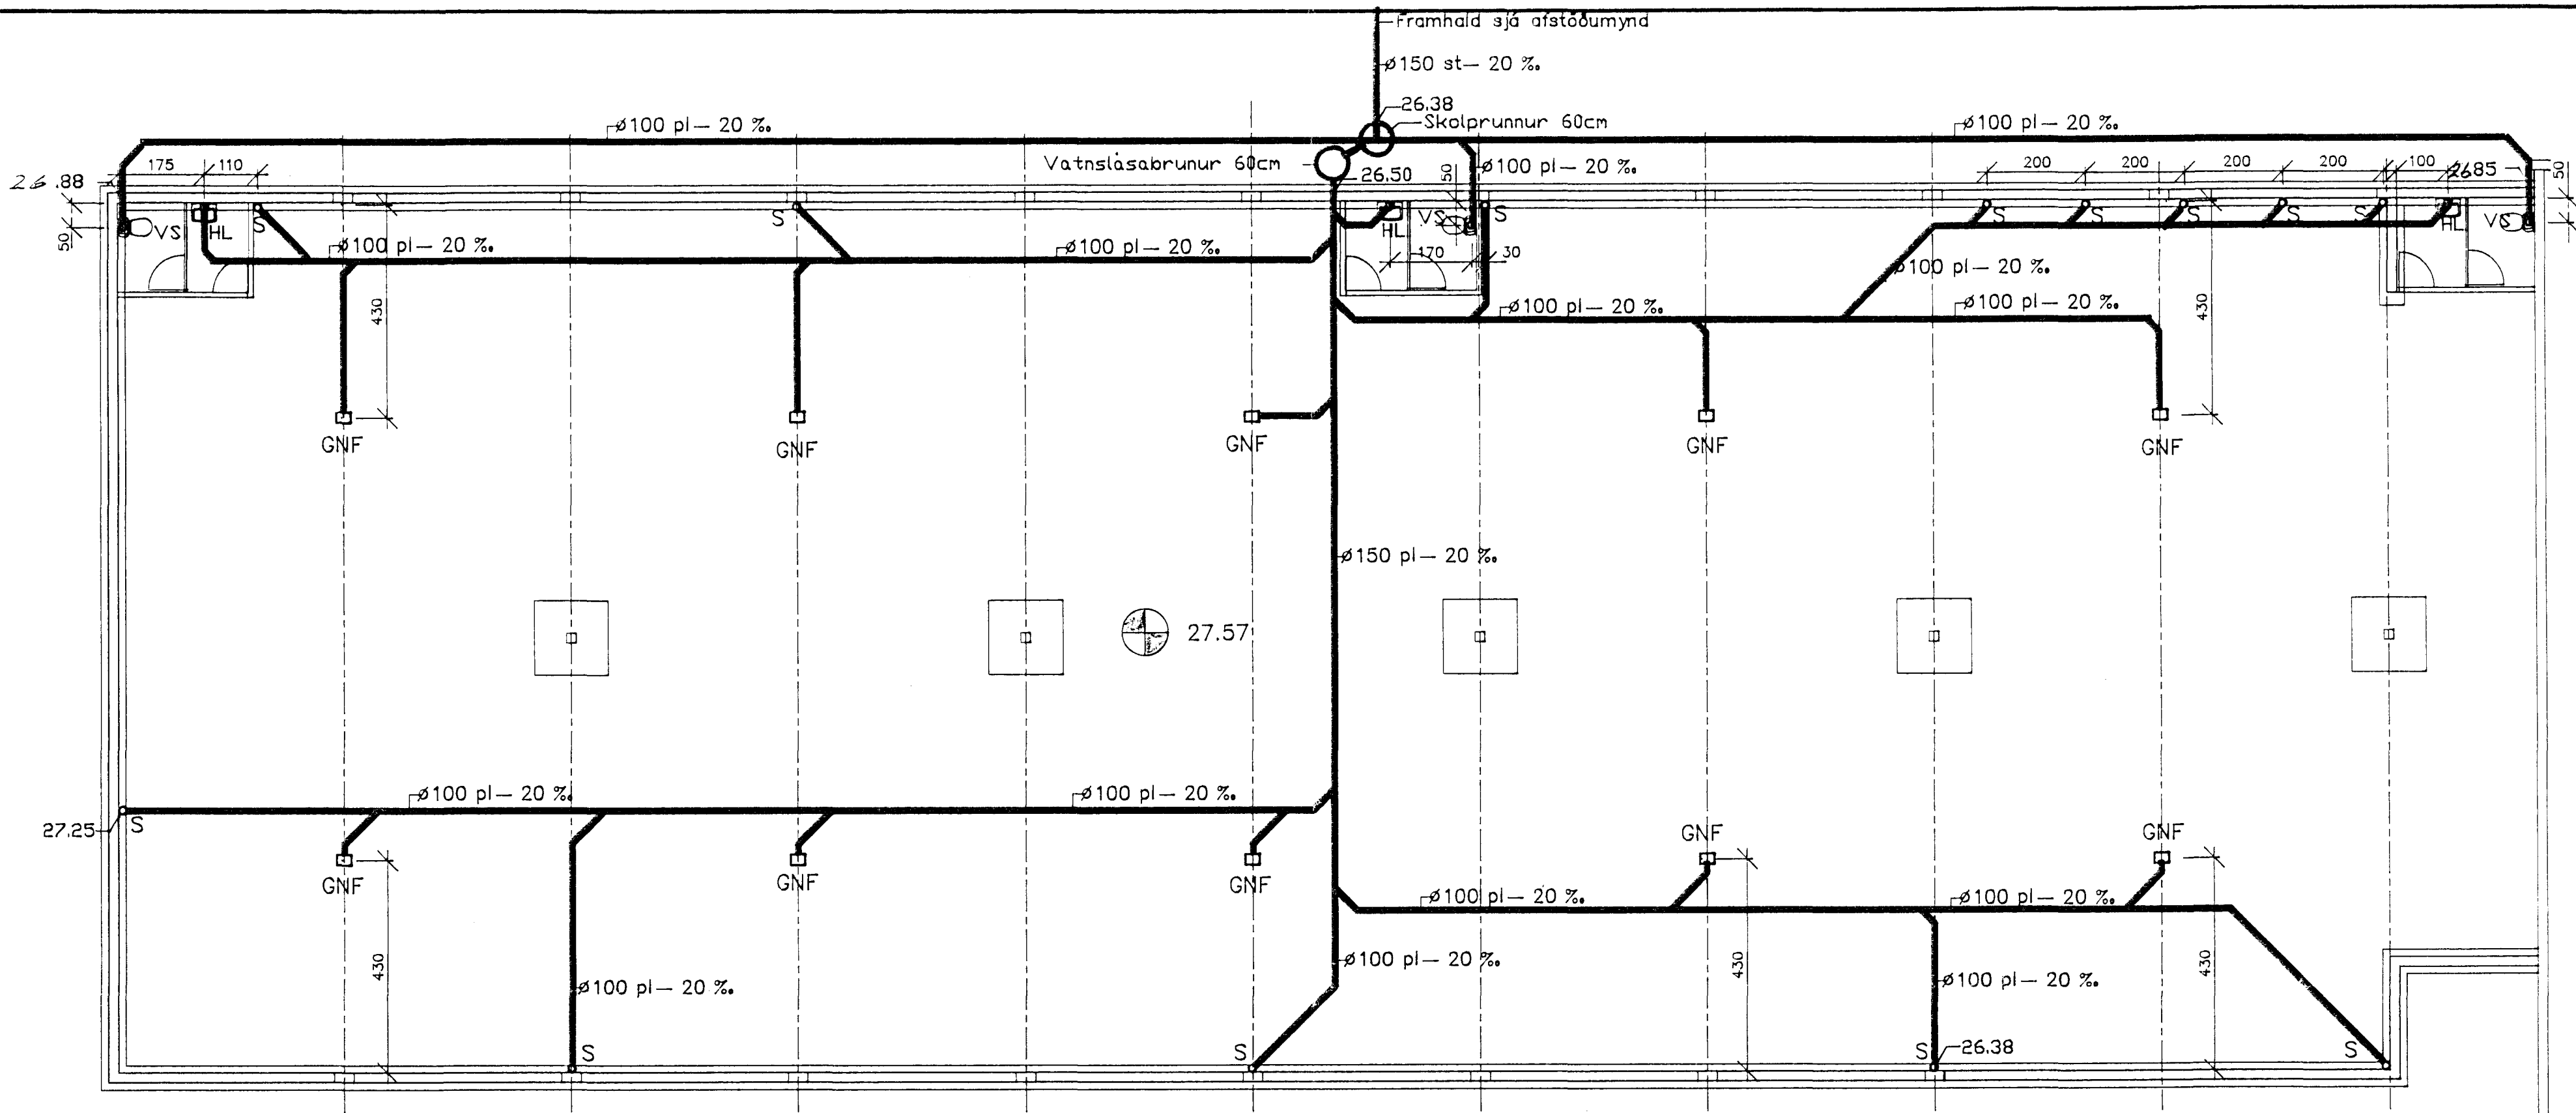 Framhald sjá afstöðumynd
ø150 st— 20 ‰
26.38
Skolprunnur 60cm
ø100 pl— 20 ‰
ø100 pl— 20 ‰
Vatnslásabrunur 60cm
ø100 pl— 20 ‰
175
110
26.88
26.50
50
200
200
200
200
100
2685
50
50
VS
HL
S
S
HL
VS
S
S
S
S
S
S
HL
VS
ø100 pl— 20 ‰
ø100 pl— 20 ‰
170
30
ø100 pl— 20 ‰
ø100 pl— 20 ‰
ø100 pl— 20 ‰
430
430
GNF
GNF
GNF
GNF
GNF
ø150 pl— 20 ‰
27.57
ø100 pl— 20 ‰
ø100 pl— 20 ‰
27.25
S
GNF
GNF
GNF
GNF
GNF
ø100 pl— 20 ‰
ø100 pl— 20 ‰
430
ø100 pl— 20 ‰
ø100 pl— 20 ‰
430
ø100 pl— 20 ‰
430
S
S
S
26.38
S